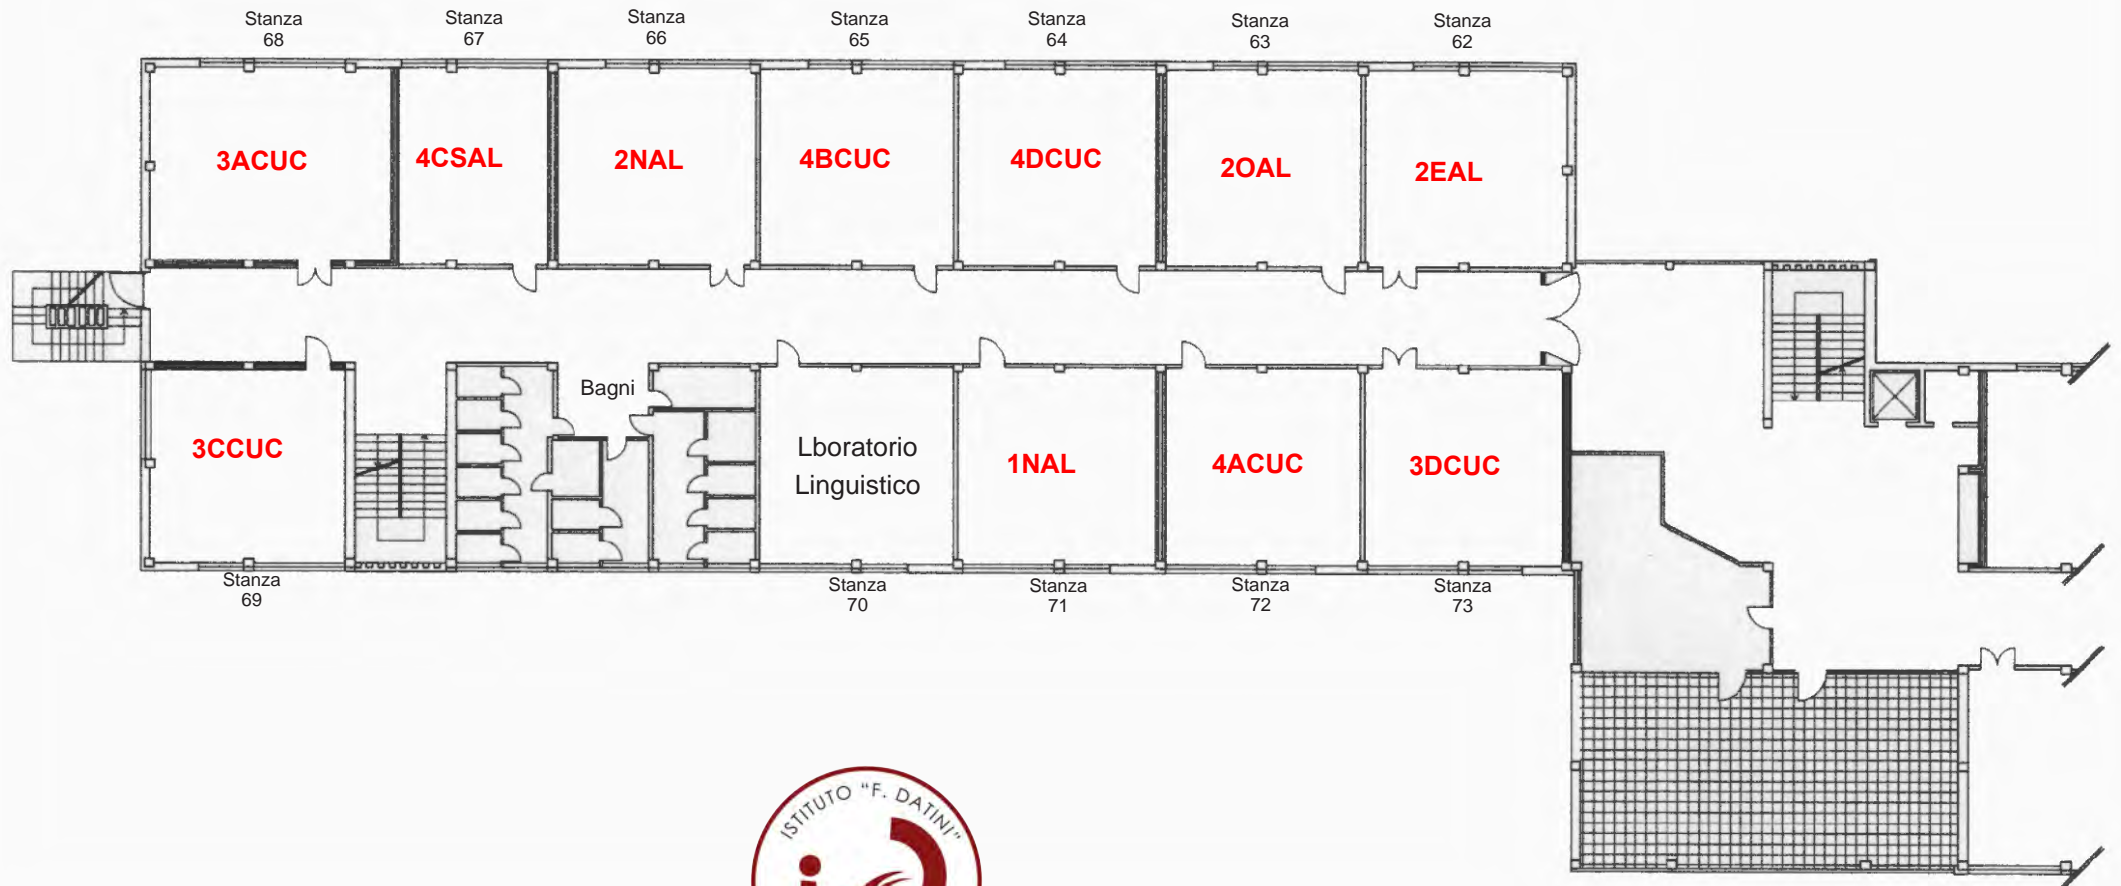 Stanza
68
Stanza
67
Stanza
66
Stanza
65
Stanza
64
Stanza
63
Stanza
62
3ACUC
4CSAL
2NAL
4BCUC
4DCUC
2OAL
2EAL
Bagni
3CCUC
Lboratorio
Linguistico
1NAL
4ACUC
3DCUC
Stanza
69
Stanza
70
Stanza
71
Stanza
72
Stanza
73
ISTITUTO "F. DATINI"